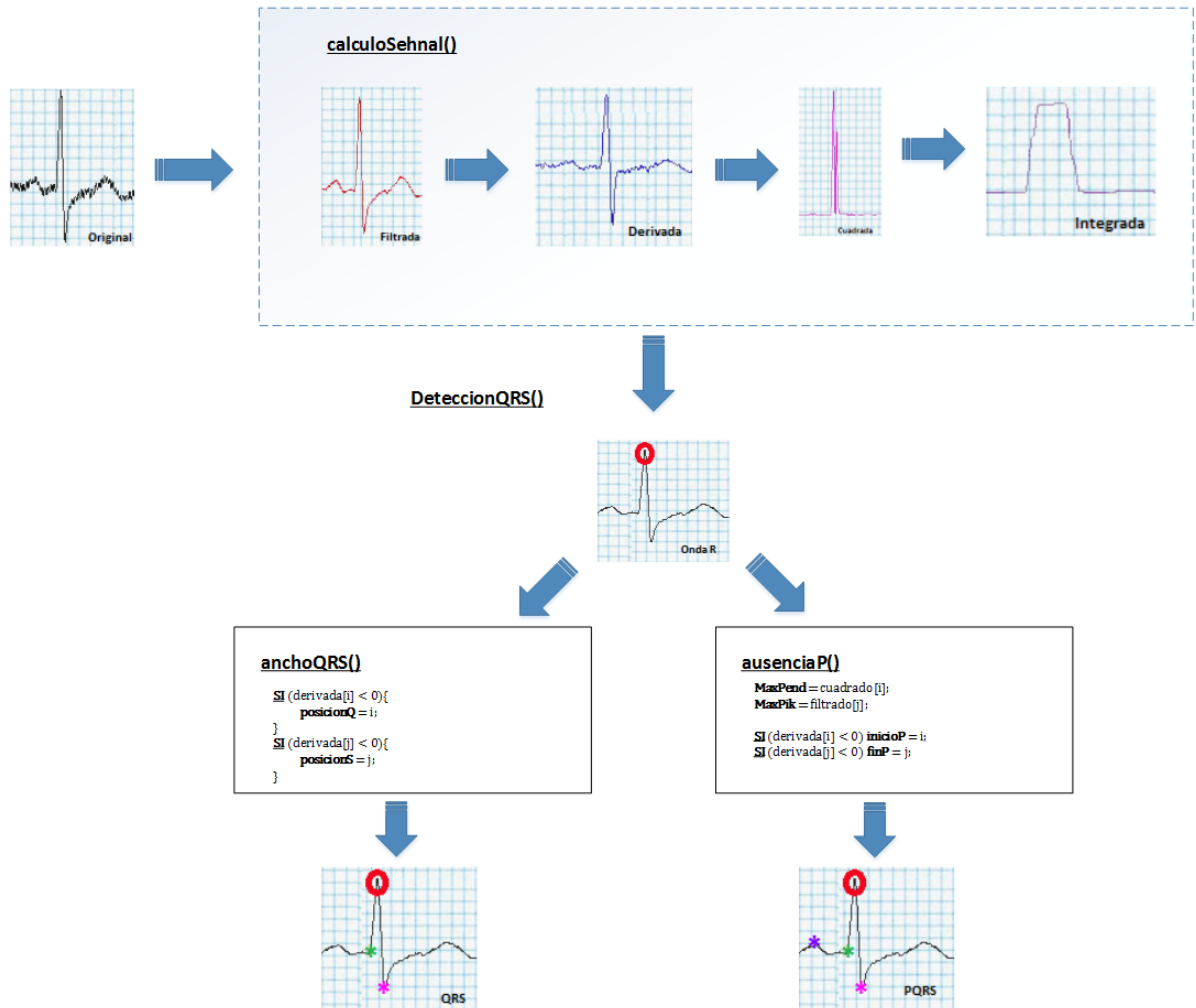 calculoSehnal()
Original
Filtrada
Derivada
Cuadrada
Integrada
DeteccionQRS()
Onda R
anchoQRS()
SI (derivada[i] < 0){
posicionQ = i;
}
SI (derivada[j] < 0){
posicionS = j;
}
ausenciaP()
MaxPend = cuadrado[i];
MaxPik = filtrado[j];
SI (derivada[i] < 0) inicioP = i;
SI (derivada[j] < 0) finP = j;
QRS
PQRS